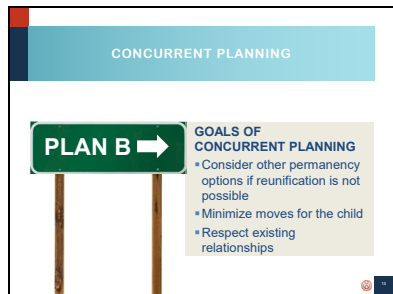 CONCURRENT PLANNING
PLAN B
GOALS OF
CONCURRENT PLANNING
▪Consider other permanency
options if reunification is not
possible
▪Minimize moves for the child
▪Respect existing
relationships